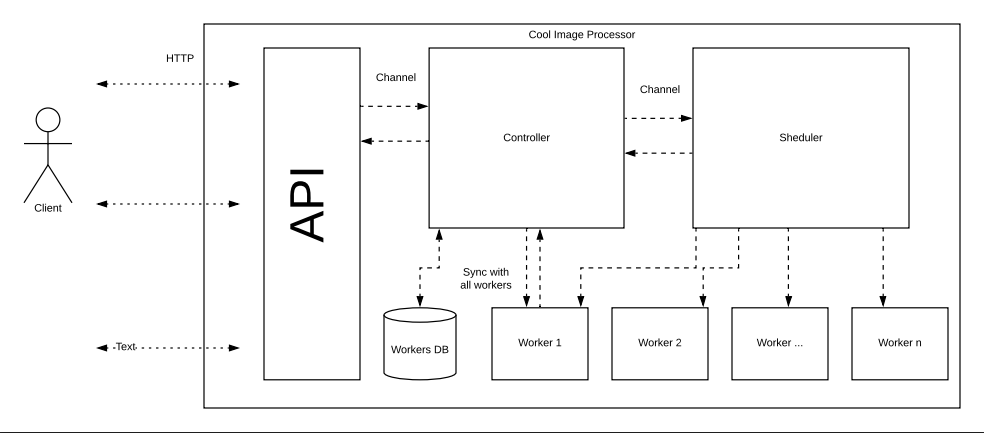 Cool Image Processor
HTTP
Channel
Channel
Controller
Sheduler
API
Client
Sync with
all workers
Text
Workers DB
Worker 1
Worker 2
Worker ...
Worker n